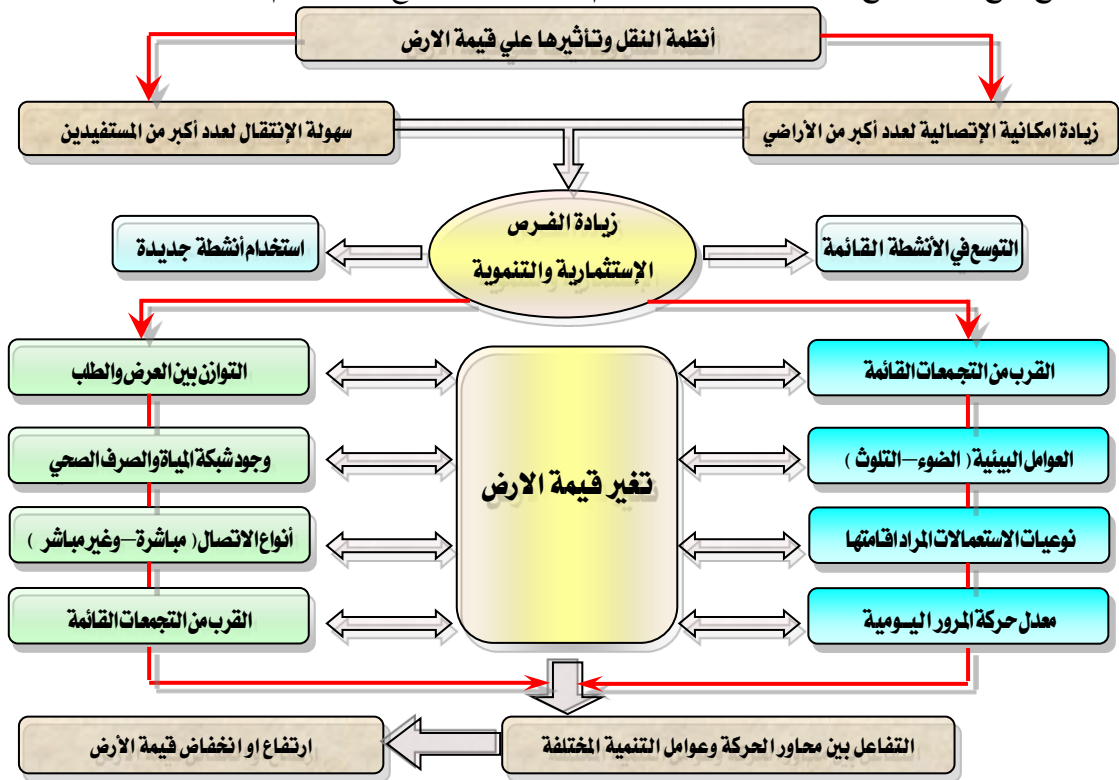 أنظمة النقل وتأثيرها علي قيمة الارض
زيادة امكانية الإتصالية لعدد أكبر من الأراضي
سهولة الإنتقال لعدد أكبر من المستفيدين
زيادة الفرص
الإستثمارية والتنموية
التوسع في الأنشطة القائمة
استخدام أنشطة جديدة
القرب من التجمعات القائمة
التوازن بين العرض والطلب
العوامل البيئية ( الضوء – التلوث )
وجود شبكة المياة والصرف الصحي
تغير قيمة الارض
نوعيات الاستعمالات المراد اقامتها
أنواع الاتصال ( مباشرة – وغير مباشر )
معدل حركة المرور اليومية
القرب من التجمعات القائمة
التفاعل بين محاور الحركة وعوامل التنمية المختلفة
ارتفاع او انخفاض قيمة الأرض